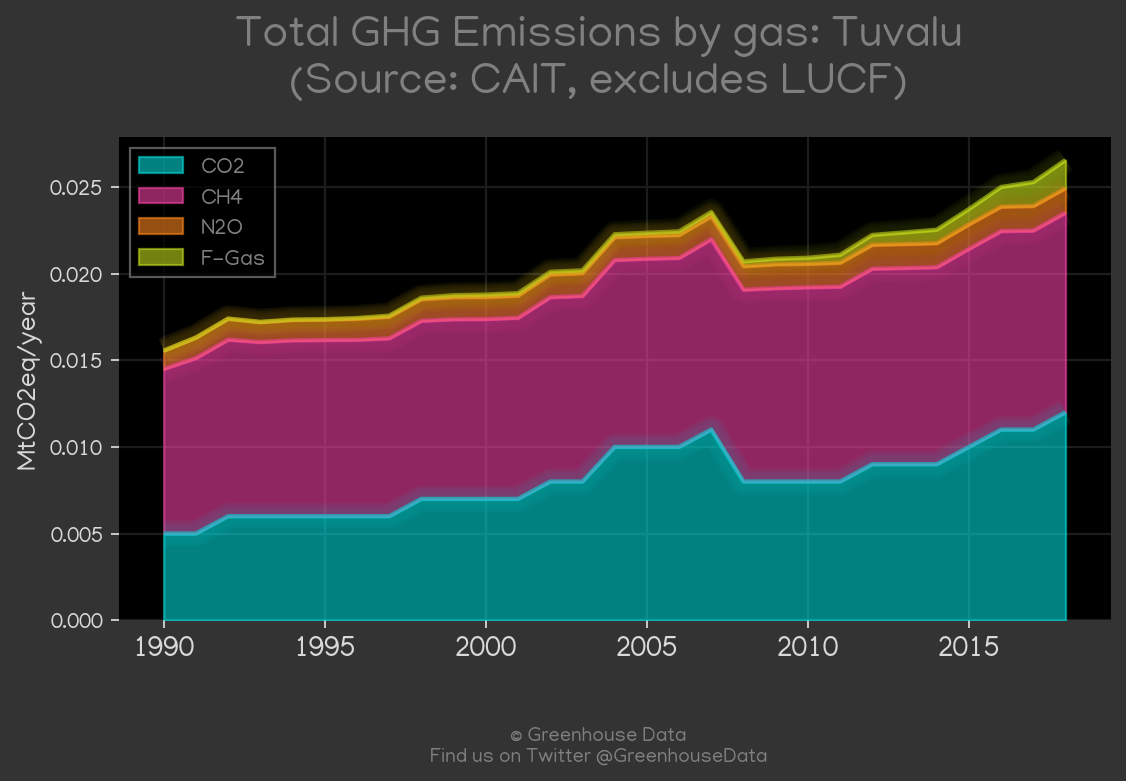 Total GHG Emissions by gas: Tuvalu
(Source: CAIT, excludes LUCF)
CO2
CH4
N2O
F-Gas
MtCO2eq/year
0.025
0.020
0.015
0.010
0.005
0.000
1990 1995 2000 2005 2010 2015
© Greenhouse Data
Find us on Twitter @GreenhouseData